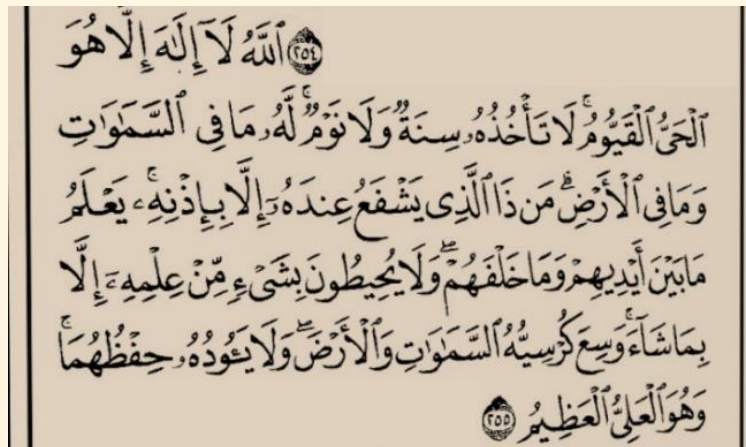 ٢٥٤ ٱللَّهُ لَآ إِلَٰهَ إِلَّا هُوَ
ٱلْحَىُّ ٱلْقَيُّومُ ۚ لَا تَأْخُذُهُۥ سِنَةٌ وَلَا نَوْمٌ ۚ لَّهُۥ مَا فِى ٱلسَّمَٰوَٰتِ
وَمَا فِى ٱلْأَرْضِ ۗ مَن ذَا ٱلَّذِى يَشْفَعُ عِندَهُۥٓ إِلَّا بِإِذْنِهِۦ ۚ يَعْلَمُ
مَا بَيْنَ أَيْدِيهِمْ وَمَا خَلْفَهُمْ ۖ وَلَا يُحِيطُونَ بِشَىْءٍ مِّنْ عِلْمِهِۦٓ إِلَّا
بِمَا شَآءَ ۚ وَسِعَ كُرْسِيُّهُ ٱلسَّمَٰوَٰتِ وَٱلْأَرْضَ ۖ وَلَا يَـُٔودُهُۥ حِفْظُهُمَا ۚ
وَهُوَ ٱلْعَلِىُّ ٱلْعَظِيمُ ٢٥٥